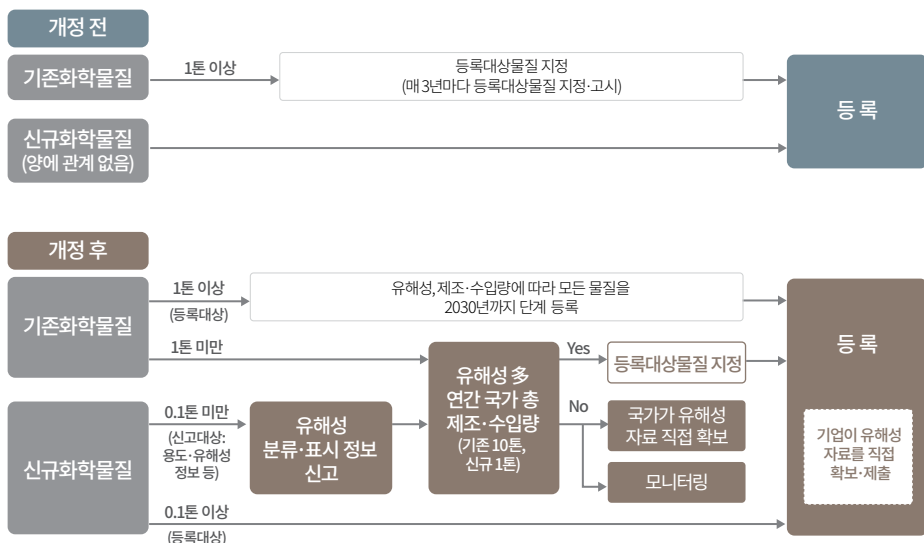 개정 전
기존화학물질
1톤 이상
등록대상물질 지정
(매 3년마다 등록대상물질 지정·고시)
등 록
신규화학물질
(양에 관계 없음)
개정 후
기존화학물질
1톤 이상
(등록대상)
유해성, 제조·수입량에 따라 모든 물질을
2030년까지 단계 등록
1톤 미만
유해성 多
연간 국가 총
제조·수입량
(기존 10톤,
신규 1톤)
Yes
등록대상물질 지정
No
국가가 유해성
자료 직접 확보
모니터링
등 록
기업이 유해성
자료를 직접
확보·제출
신규화학물질
0.1톤 미만
(신고대상:
용도·유해성
정보 등)
유해성
분류·표시 정보
신고
0.1톤 이상
(등록대상)